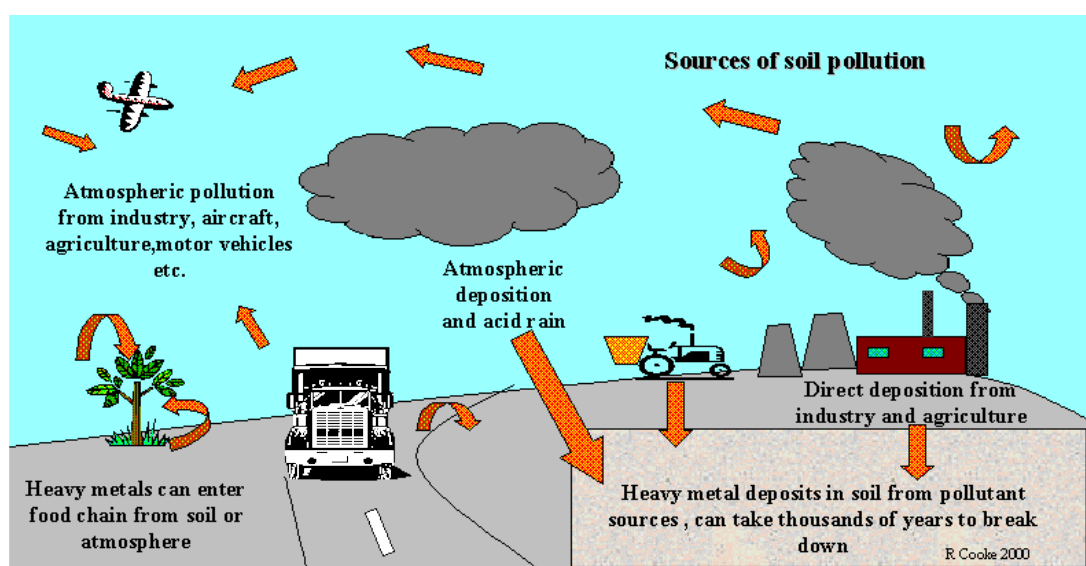 Sources of soil pollution
Atmospheric pollution
from industry, aircraft,
agriculture,motor vehicles
etc.
Atmospheric
deposition
and acid rain
Direct deposition from
industry and agriculture
Heavy metals can enter
food chain from soil or
atmosphere
Heavy metal deposits in soil from pollutant
sources , can take thousands of years to break
down
R Cooke 2000